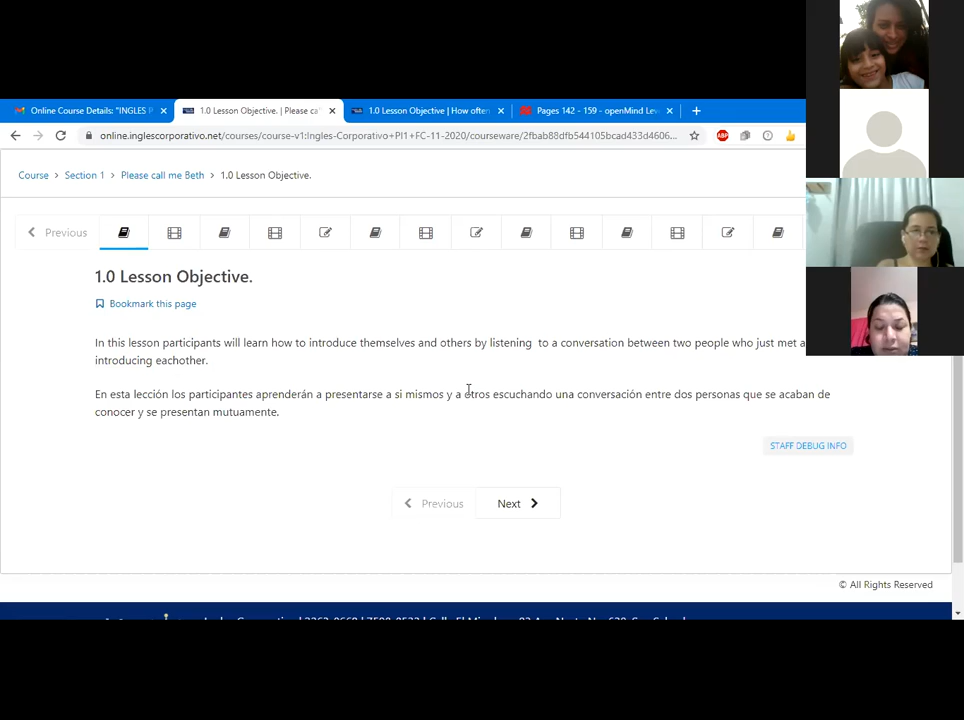 Online Course Details: "INGLES P
1.0 Lesson Objective. | Please ca
1.0 Lesson Objective | How often
Pages 142 - 159 - openMind Lev
online.inglescorporativo.net/courses/course-v1:Ingles-Corporativo+PI1+FC-11-2020/courseware/2fbab88dfb544105bcad433d4606...
ABP
Course > Section 1 > Please call me Beth > 1.0 Lesson Objective.
Previous
1.0 Lesson Objective.
Bookmark this page
In this lesson participants will learn how to introduce themselves and others by listening to a conversation between two people who just met a
introducing eachother.
En esta lección los participantes aprenderán a presentarse a si mismos y a otros escuchando una conversación entre dos personas que se acaban de
conocer y se presentan mutuamente.
STAFF DEBUG INFO
Previous
Next
© All Rights Reserved